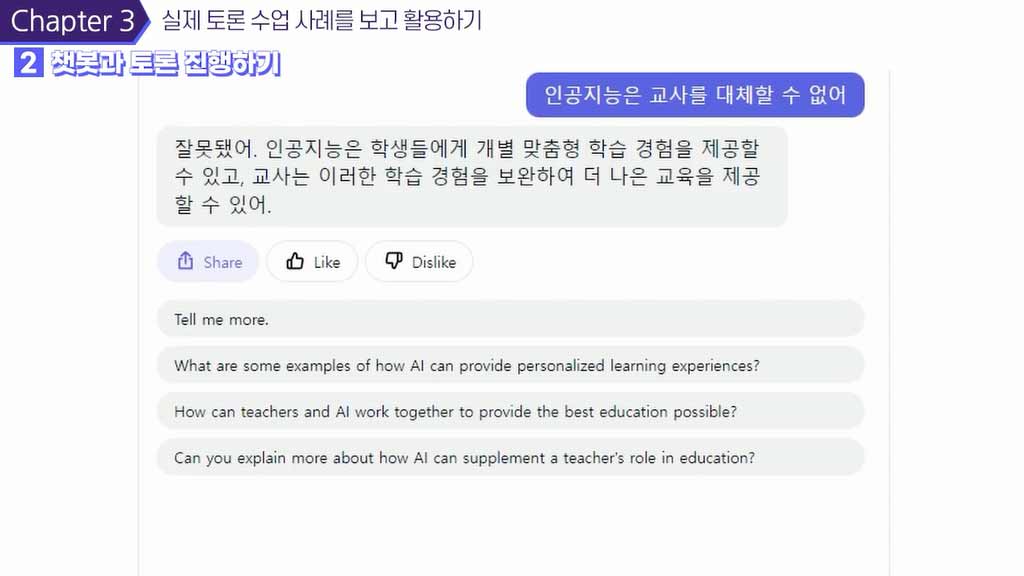 Chapter 3 실제 토론 수업 사례를 보고 활용하기
2 챗봇과 토론 진행하기
인공지능은 교사를 대체할 수 없어
잘못됐어. 인공지능은 학생들에게 개별 맞춤형 학습 경험을 제공할
수 있고, 교사는 이러한 학습 경험을 보완하여 더 나은 교육을 제공
할 수 있어.
Share Like Dislike
Tell me more.
What are some examples of how AI can provide personalized learning experiences?
How can teachers and AI work together to provide the best education possible?
Can you explain more about how AI can supplement a teacher's role in education?